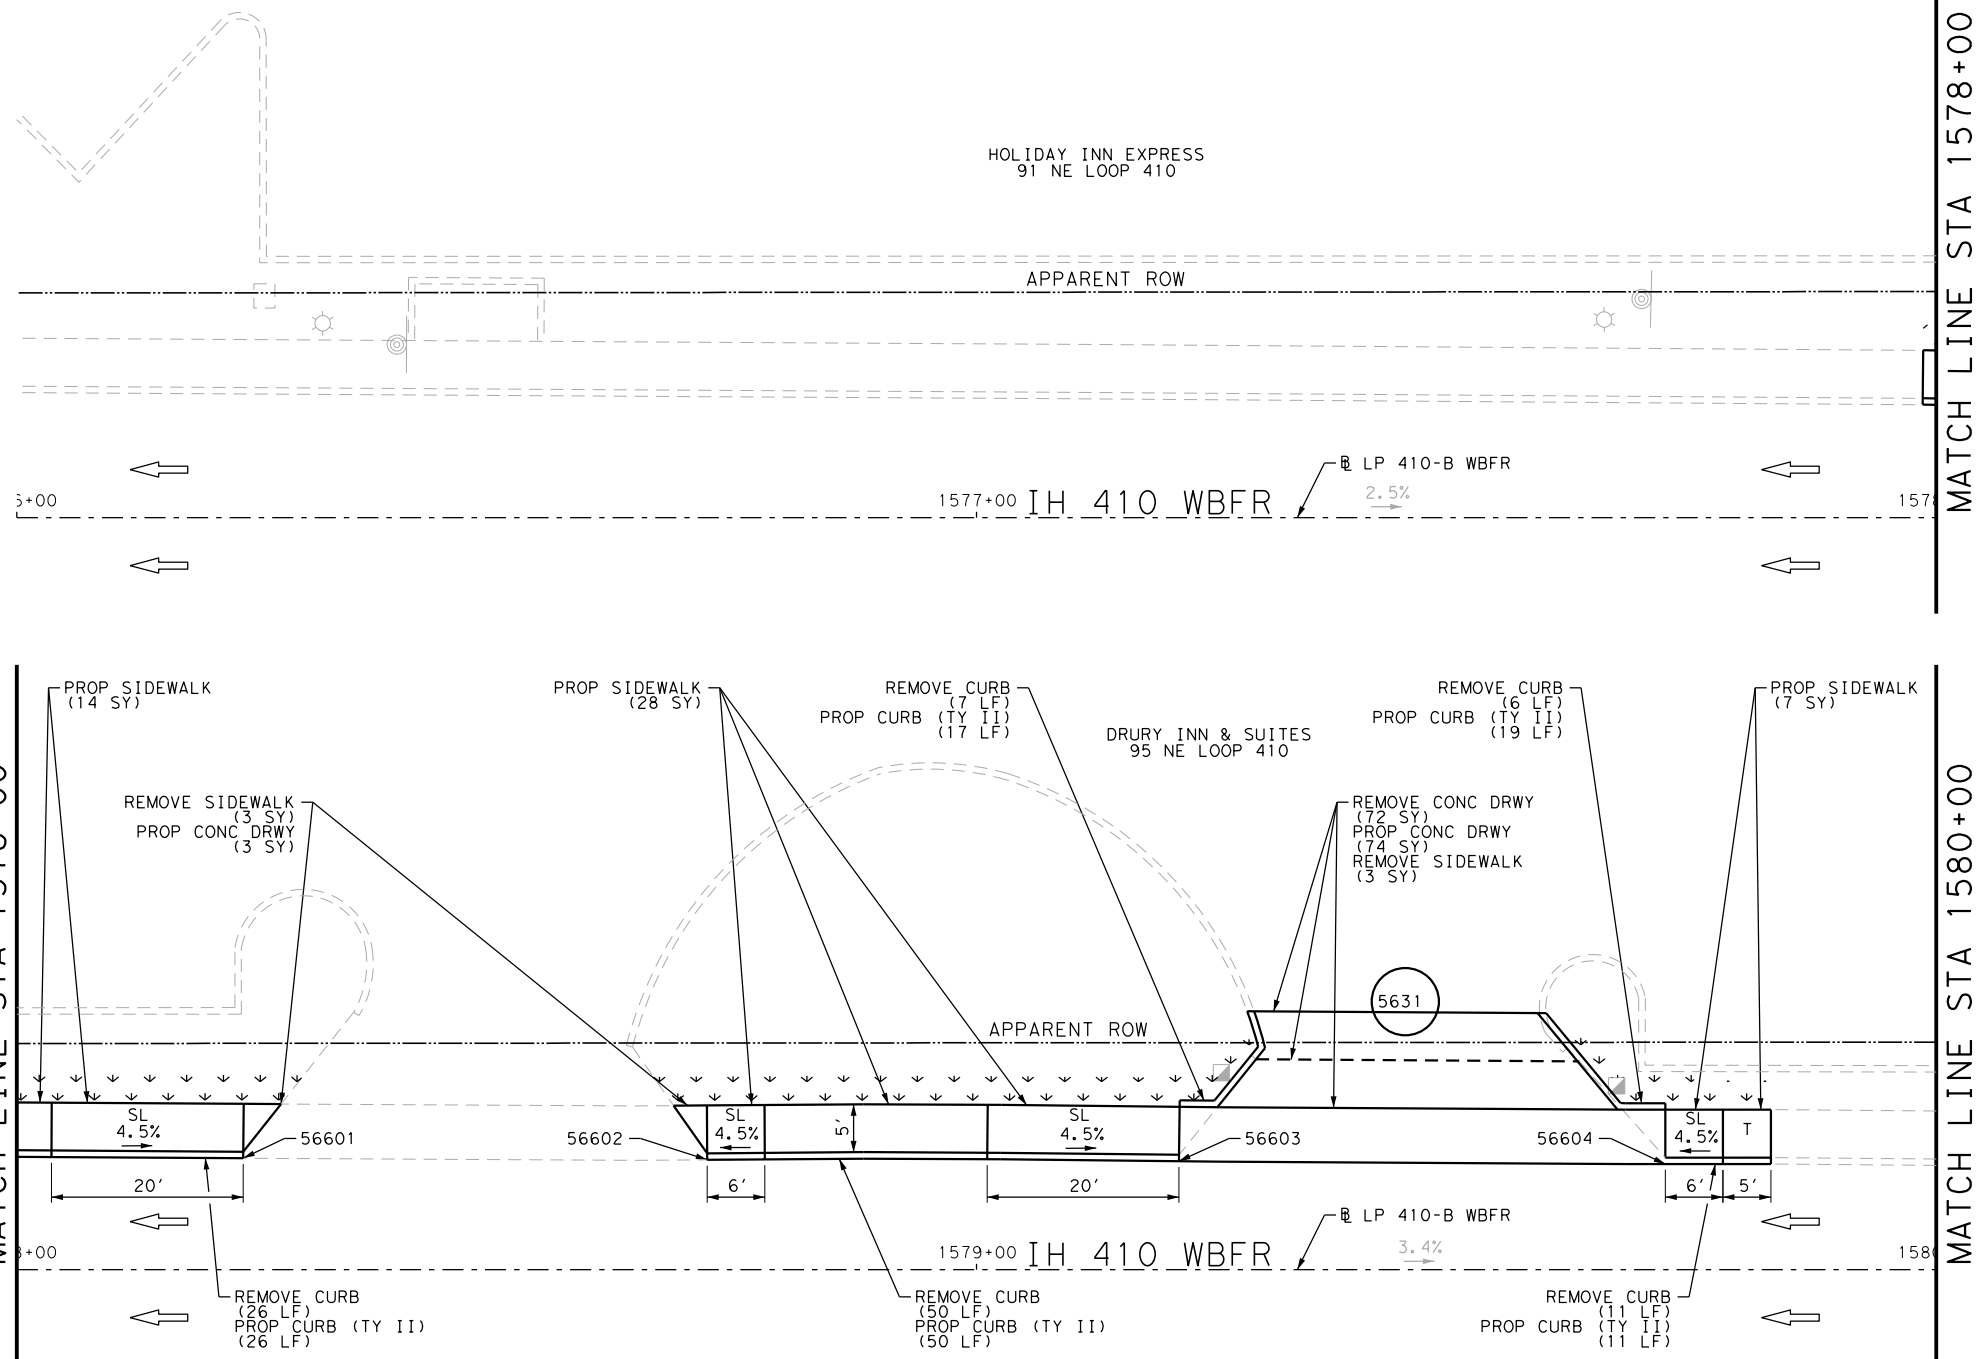 HOLIDAY INN EXPRESS
91 NE LOOP 410
APPARENT ROW
MATCH LINE STA 1578+00
℄ LP 410-B WBFR
2.5%
+00
1577+00
IH 410 WBFR
1578
PROP SIDEWALK
(14 SY)
PROP SIDEWALK
(28 SY)
REMOVE CURB
(7 LF)
PROP CURB (TY II)
(17 LF)
DRURY INN & SUITES
95 NE LOOP 410
REMOVE CURB
(6 LF)
PROP CURB (TY II)
(19 LF)
PROP SIDEWALK
(7 SY)
REMOVE SIDEWALK
(3 SY)
PROP CONC DRWY
(3 SY)
REMOVE CONC DRWY
(72 SY)
PROP CONC DRWY
(74 SY)
REMOVE SIDEWALK
(3 SY)
MATCH LINE STA
MATCH LINE STA 1580+00
5631
APPARENT ROW
SL
4.5%
56601
56602
SL
4.5%
5'
SL
4.5%
56603
56604
SL
4.5%
T
20'
6'
20'
6'
5'
℄ LP 410-B WBFR
3.4%
+00
1579+00
IH 410 WBFR
158
REMOVE CURB
(26 LF)
PROP CURB (TY II)
(26 LF)
REMOVE CURB
(50 LF)
PROP CURB (TY II)
(50 LF)
REMOVE CURB
(11 LF)
PROP CURB (TY II)
(11 LF)